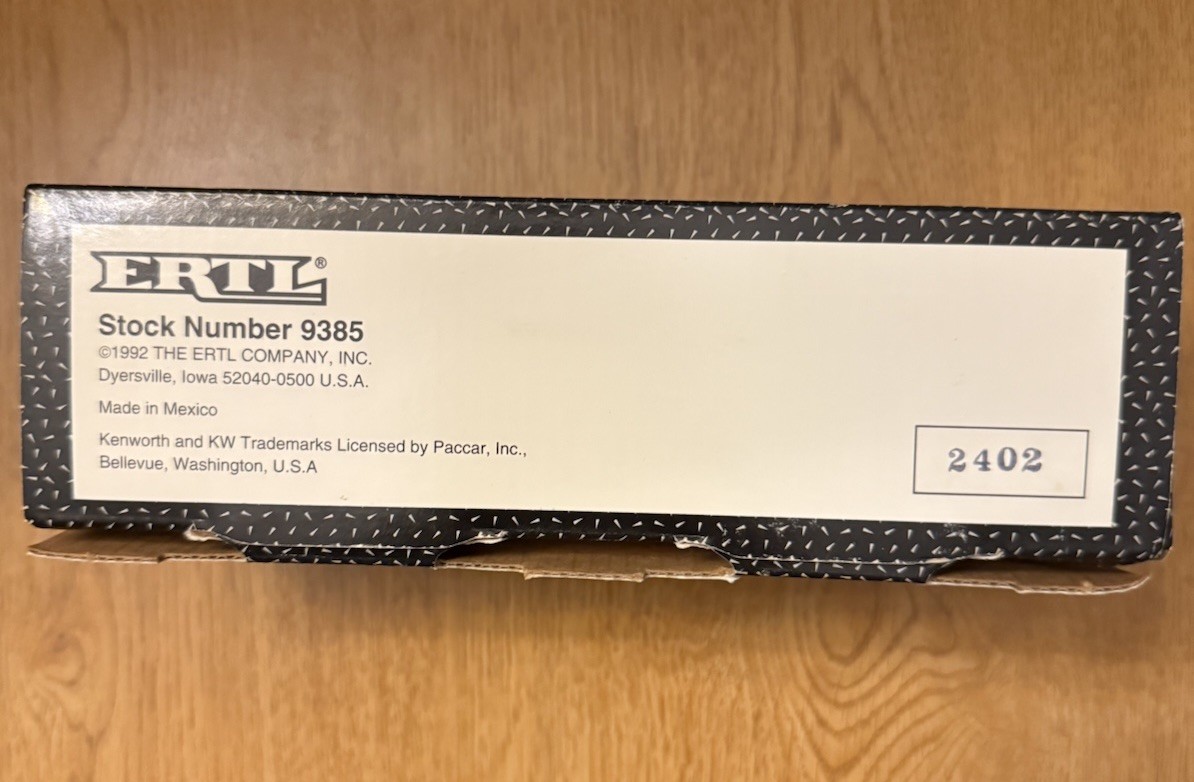 ERTL®
Stock Number 9385
©1992 THE ERTL COMPANY, INC.
Dyersville, Iowa 52040-0500 U.S.A.
Made in Mexico
Kenworth and KW Trademarks Licensed by Paccar, Inc.,
Bellevue, Washington, U.S.A
2402